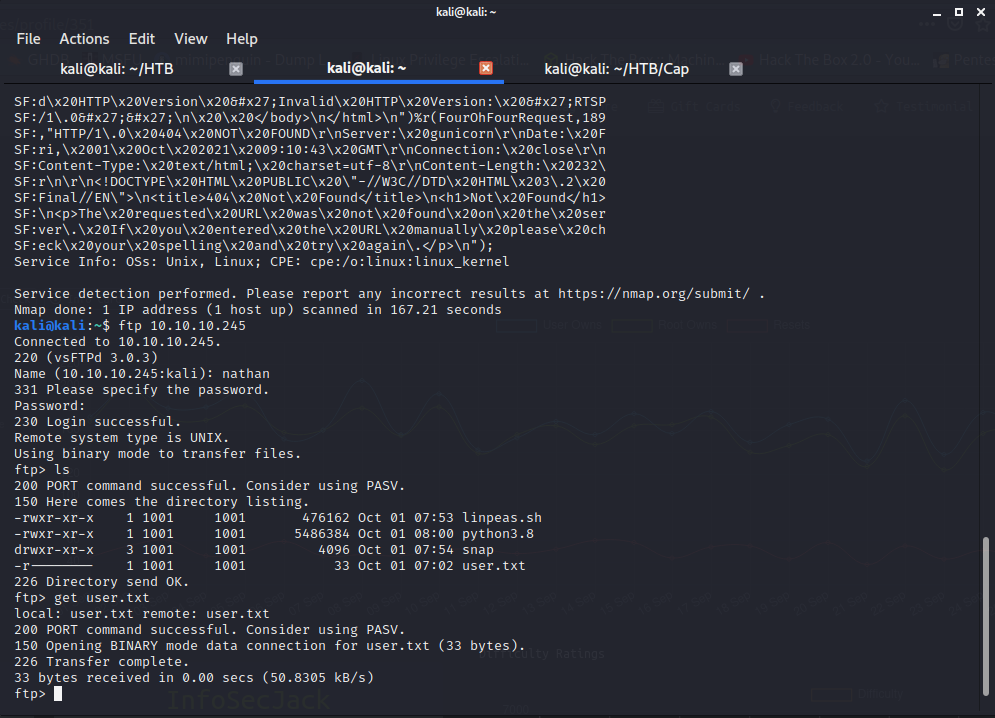 kali@kali: ~
File Actions Edit View Help
kali@kali: ~/HTB kali@kali: ~ kali@kali: ~/HTB/Cap
SF:d\x20HTTP\x20Version\x20&#x27;Invalid\x20HTTP\x20Version:\x20&#x27;RTSP
SF:/1\.0&#x27;&#x27;\n\x20\x20</body>\n</html>\n")%r(FourOhFourRequest,189
SF:,"HTTP/1\.0\x20404\x20NOT\x20FOUND\r\nServer:\x20gunicorn\r\nDate:\x20F
SF:ri,\x2001\x20Oct\x202021\x2009:10:43\x20GMT\r\nConnection:\x20close\r\n
SF:Content-Type:\x20text/html;\x20charset=utf-8\r\nContent-Length:\x20232\
SF:r\n\r\n<!DOCTYPE\x20HTML\x20PUBLIC\x20\"-//W3C//DTD\x20HTML\x203\.2\x20
SF:Final//EN\">\n<title>404\x20Not\x20Found</title>\n<h1>Not\x20Found</h1>
SF:\n<p>The\x20requested\x20URL\x20was\x20not\x20found\x20on\x20the\x20ser
SF:ver\.\x20If\x20you\x20entered\x20the\x20URL\x20manually\x20please\x20ch
SF:eck\x20your\x20spelling\x20and\x20try\x20again\.</p>\n");
Service Info: OSs: Unix, Linux; CPE: cpe:/o:linux:linux_kernel
Service detection performed. Please report any incorrect results at https://nmap.org/submit/ .
Nmap done: 1 IP address (1 host up) scanned in 167.21 seconds
kali@kali:~$ ftp 10.10.10.245
Connected to 10.10.10.245.
220 (vsFTPd 3.0.3)
Name (10.10.10.245:kali): nathan
331 Please specify the password.
Password:
230 Login successful.
Remote system type is UNIX.
Using binary mode to transfer files.
ftp> ls
200 PORT command successful. Consider using PASV.
150 Here comes the directory listing.
-rwxr-xr-x    1 1001     1001       476162 Oct 01 07:53 linpeas.sh
-rwxr-xr-x    1 1001     1001      5486384 Oct 01 08:00 python3.8
drwxr-xr-x    3 1001     1001         4096 Oct 01 07:54 snap
-r--------    1 1001     1001           33 Oct 01 07:02 user.txt
226 Directory send OK.
ftp> get user.txt
local: user.txt remote: user.txt
200 PORT command successful. Consider using PASV.
150 Opening BINARY mode data connection for user.txt (33 bytes).
226 Transfer complete.
33 bytes received in 0.00 secs (50.8305 kB/s)
ftp>
InfoSecJack